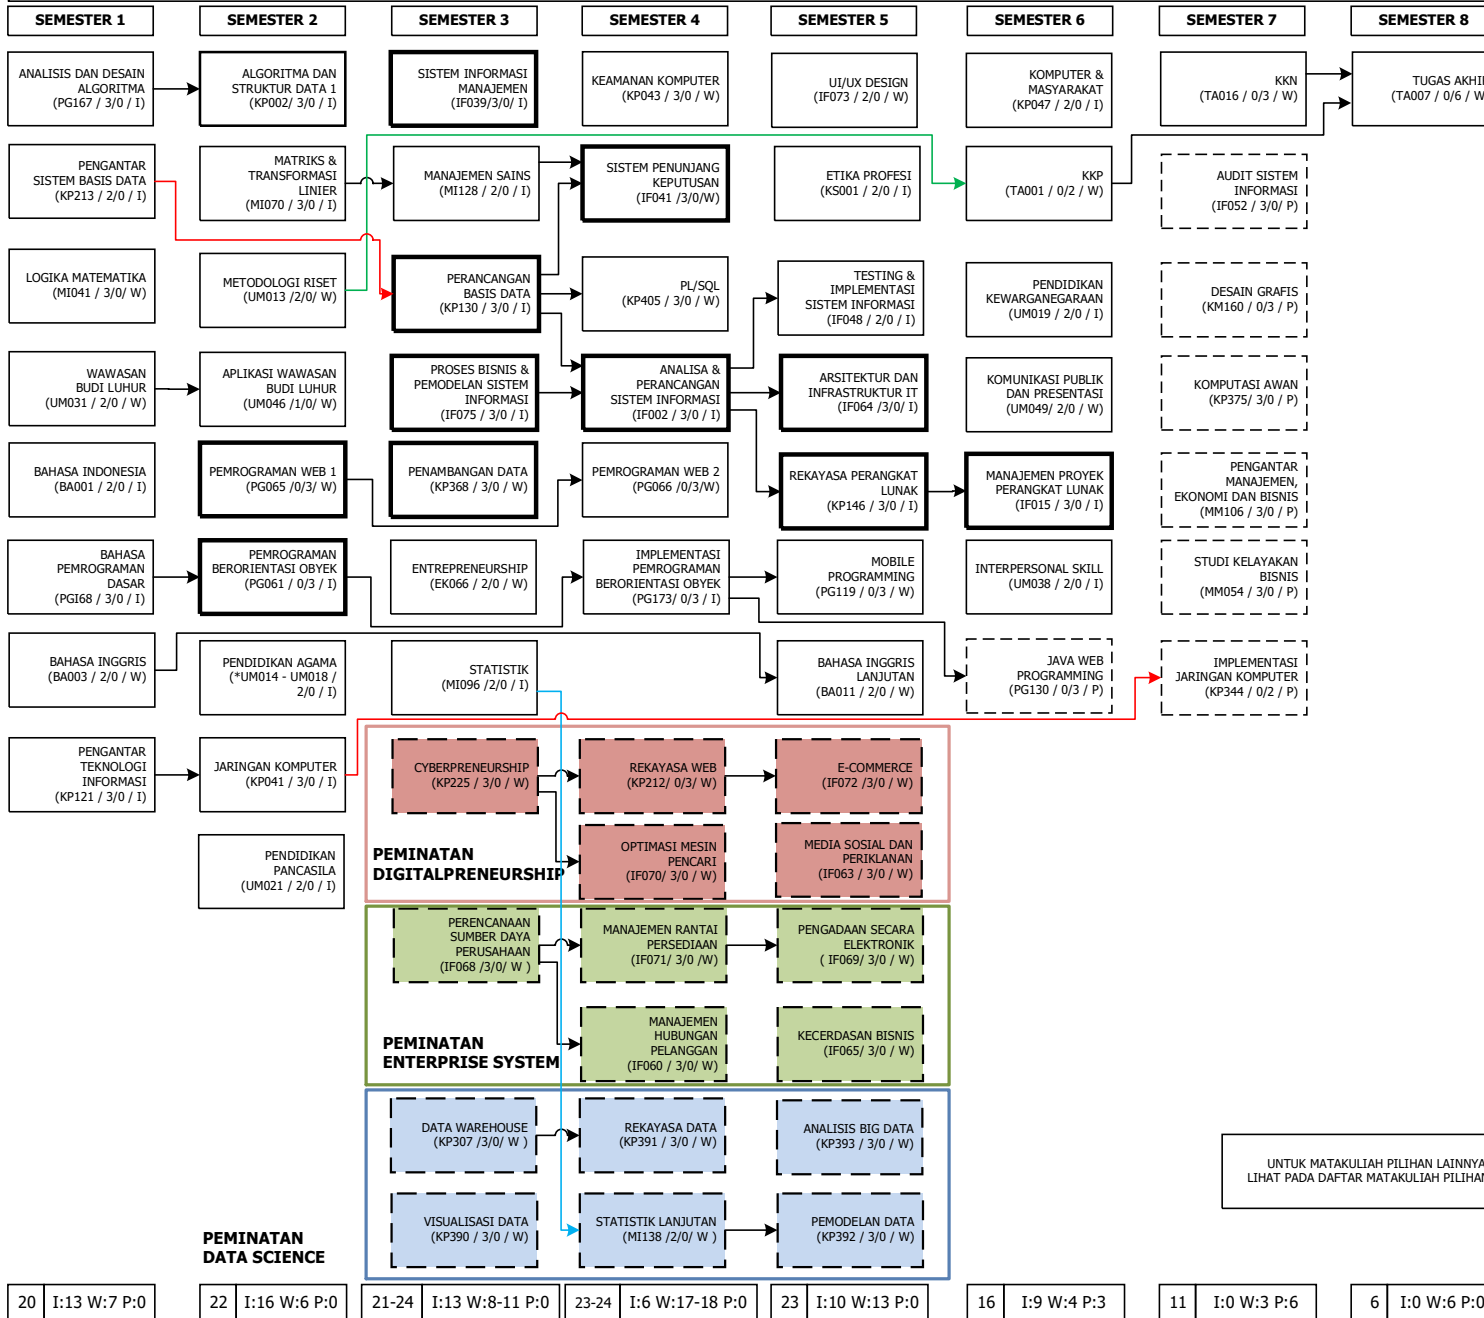 SEMESTER 1
SEMESTER 2
SEMESTER 3
SEMESTER 4
SEMESTER 5
SEMESTER 6
SEMESTER 7
SEMESTER 8
ANALISIS DAN DESAIN
ALGORITMA
(PG167 / 3/0 / I)
ALGORITMA DAN
STRUKTUR DATA 1
(KP002/ 3/0 / I)
SISTEM INFORMASI
MANAJEMEN
(IF039/3/0/ I)
KEAMANAN KOMPUTER
(KP043 / 3/0 / W)
UI/UX DESIGN
(IF073 / 2/0 / W)
KOMPUTER &
MASYARAKAT
(KP047 / 2/0 / I)
KKN
(TA016 / 0/3 / W)
TUGAS AKHI
(TA007 / 0/6 / W
PENGANTAR
SISTEM BASIS DATA
(KP213 / 2/0 / I)
MATRIKS &
TRANSFORMASI
LINIER
(MI070 / 3/0 / I)
MANAJEMEN SAINS
(MI128 / 2/0 / I)
SISTEM PENUNJANG
KEPUTUSAN
(IF041 /3/0/W)
ETIKA PROFESI
(KS001 / 2/0 / I)
KKP
(TA001 / 0/2 / W)
AUDIT SISTEM
INFORMASI
(IF052 / 3/0/ P)
LOGIKA MATEMATIKA
(MI041 / 3/0/ W)
METODOLOGI RISET
(UM013 /2/0/ W)
PERANCANGAN
BASIS DATA
(KP130 / 3/0 / I)
PL/SQL
(KP405 / 3/0 / W)
TESTING &
IMPLEMENTASI
SISTEM INFORMASI
(IF048 / 2/0 / I)
PENDIDIKAN
KEWARGANEGARAAN
(UM019 / 2/0 / I)
DESAIN GRAFIS
(KM160 / 0/3 / P)
WAWASAN
BUDI LUHUR
(UM031 / 2/0 / W)
APLIKASI WAWASAN
BUDI LUHUR
(UM046 /1/0/ W)
PROSES BISNIS &
PEMODELAN SISTEM
INFORMASI
(IF075 / 3/0 / I)
ANALISA &
PERANCANGAN
SISTEM INFORMASI
(IF002 / 3/0 / I)
ARSITEKTUR DAN
INFRASTRUKTUR IT
(IF064 /3/0/ I)
KOMUNIKASI PUBLIK
DAN PRESENTASI
(UM049/ 2/0 / W)
KOMPUTASI AWAN
(KP375/ 3/0 / P)
BAHASA INDONESIA
(BA001 / 2/0 / I)
PEMROGRAMAN WEB 1
(PG065 /0/3/ W)
PENAMBANGAN DATA
(KP368 / 3/0 / W)
PEMROGRAMAN WEB 2
(PG066 /0/3/W)
REKAYASA PERANGKAT
LUNAK
(KP146 / 3/0 / I)
MANAJEMEN PROYEK
PERANGKAT LUNAK
(IF015 / 3/0 / I)
PENGANTAR
MANAJEMEN,
EKONOMI DAN BISNIS
(MM106 / 3/0 / P)
BAHASA
PEMROGRAMAN
DASAR
(PGI68 / 3/0 / I)
PEMROGRAMAN
BERORIENTASI OBYEK
(PG061 / 0/3 / I)
ENTREPRENEURSHIP
(EK066 / 2/0 / W)
IMPLEMENTASI
PEMROGRAMAN
BERORIENTASI OBYEK
(PG173/ 0/3 / I)
MOBILE
PROGRAMMING
(PG119 / 0/3 / W)
INTERPERSONAL SKILL
(UM038 / 2/0 / I)
STUDI KELAYAKAN
BISNIS
(MM054 / 3/0 / P)
BAHASA INGGRIS
(BA003 / 2/0 / W)
PENDIDIKAN AGAMA
(*UM014 - UM018 /
2/0 / I)
STATISTIK
(MI096 /2/0 / I)
BAHASA INGGRIS
LANJUTAN
(BA011 / 2/0 / W)
JAVA WEB
PROGRAMMING
(PG130 / 0/3 / P)
IMPLEMENTASI
JARINGAN KOMPUTER
(KP344 / 0/2 / P)
PENGANTAR
TEKNOLOGI
INFORMASI
(KP121 / 3/0 / I)
JARINGAN KOMPUTER
(KP041 / 3/0 / I)
CYBERPRENEURSHIP
(KP225 / 3/0 / W)
REKAYASA WEB
(KP212/ 0/3/ W)
E-COMMERCE
(IF072 /3/0 / W)
PENDIDIKAN
PANCASILA
(UM021 / 2/0 / I)
PEMINATAN
DIGITALPRENEURSHIP
OPTIMASI MESIN
PENCARI
(IF070/ 3/0 / W)
MEDIA SOSIAL DAN
PERIKLANAN
(IF063 / 3/0 / W)
PERENCANAAN
SUMBER DAYA
PERUSAHAAN
(IF068 /3/0/ W )
MANAJEMEN RANTAI
PERSEDIAAN
(IF071/ 3/0 /W)
PENGADAAN SECARA
ELEKTRONIK
( IF069/ 3/0 / W)
PEMINATAN
ENTERPRISE SYSTEM
MANAJEMEN
HUBUNGAN
PELANGGAN
(IF060 / 3/0/ W)
KECERDASAN BISNIS
(IF065/ 3/0 / W)
DATA WAREHOUSE
(KP307 /3/0/ W )
REKAYASA DATA
(KP391 / 3/0 / W)
ANALISIS BIG DATA
(KP393 / 3/0 / W)
UNTUK MATAKULIAH PILIHAN LAINNYA
LIHAT PADA DAFTAR MATAKULIAH PILIHAN
PEMINATAN
DATA SCIENCE
VISUALISASI DATA
(KP390 / 3/0 / W)
STATISTIK LANJUTAN
(MI138 /2/0/ W )
PEMODELAN DATA
(KP392 / 3/0 / W)
20 I:13 W:7 P:0
22 I:16 W:6 P:0
21-24 I:13 W:8-11 P:0
23-24 I:6 W:17-18 P:0
23 I:10 W:13 P:0
16 I:9 W:4 P:3
11 I:0 W:3 P:6
6 I:0 W:6 P:0